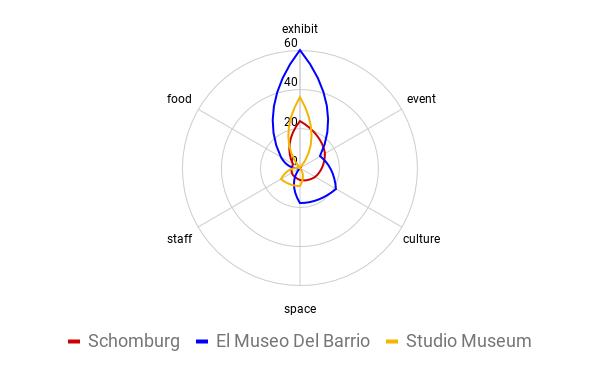 exhibit
60
food
40
event
20
0
staff
culture
space
Schomburg El Museo Del Barrio Studio Museum